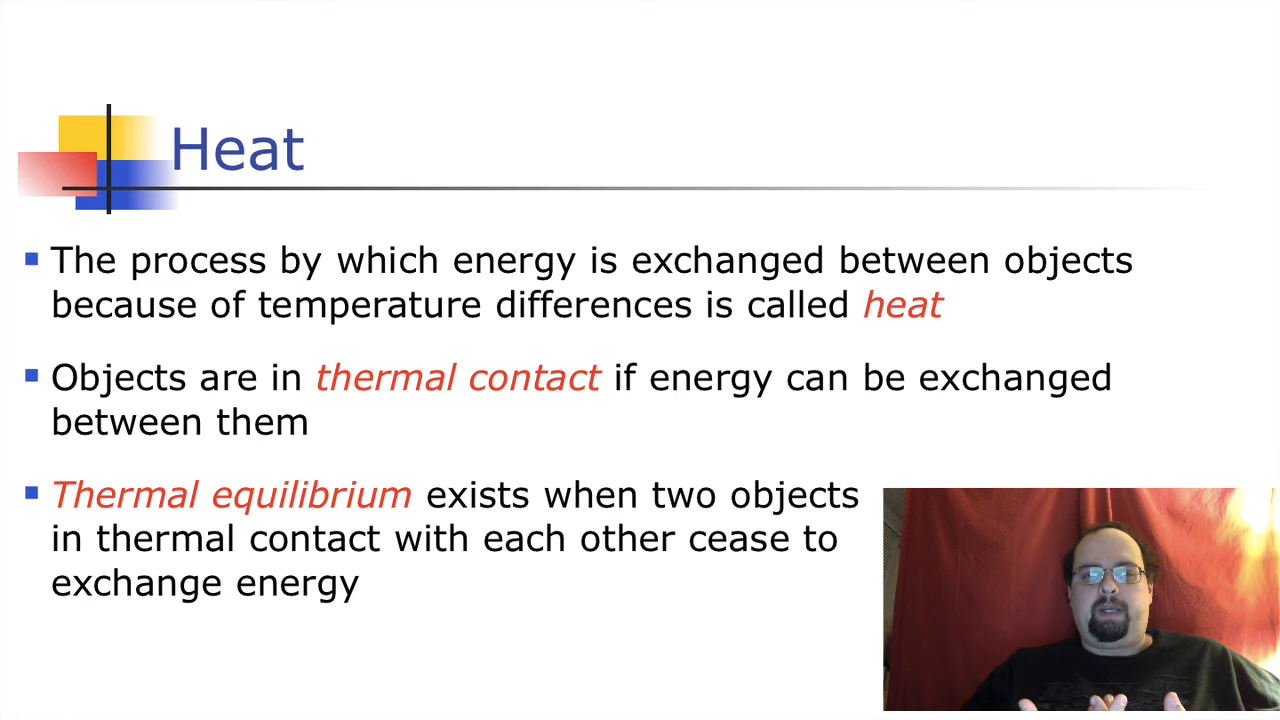 Heat
The process by which energy is exchanged between objects
because of temperature differences is called heat
Objects are in thermal contact if energy can be exchanged
between them
Thermal equilibrium exists when two objects
in thermal contact with each other cease to
exchange energy